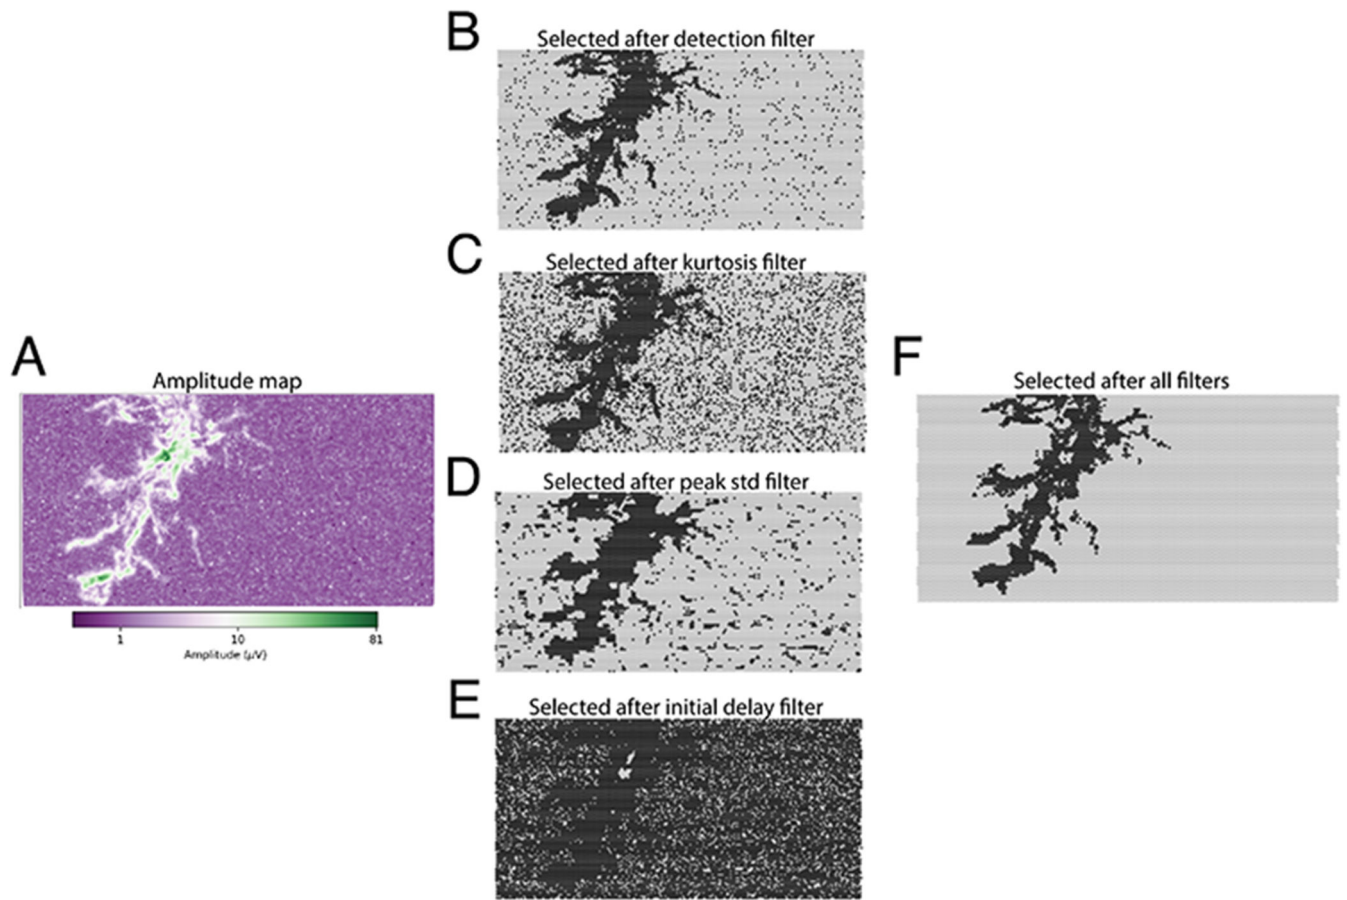 B
Selected after detection filter
C
Selected after kurtosis filter
A
Amplitude map
1 10 81
Amplitude (μV)
D
Selected after peak std filter
E
Selected after initial delay filter
F
Selected after all filters